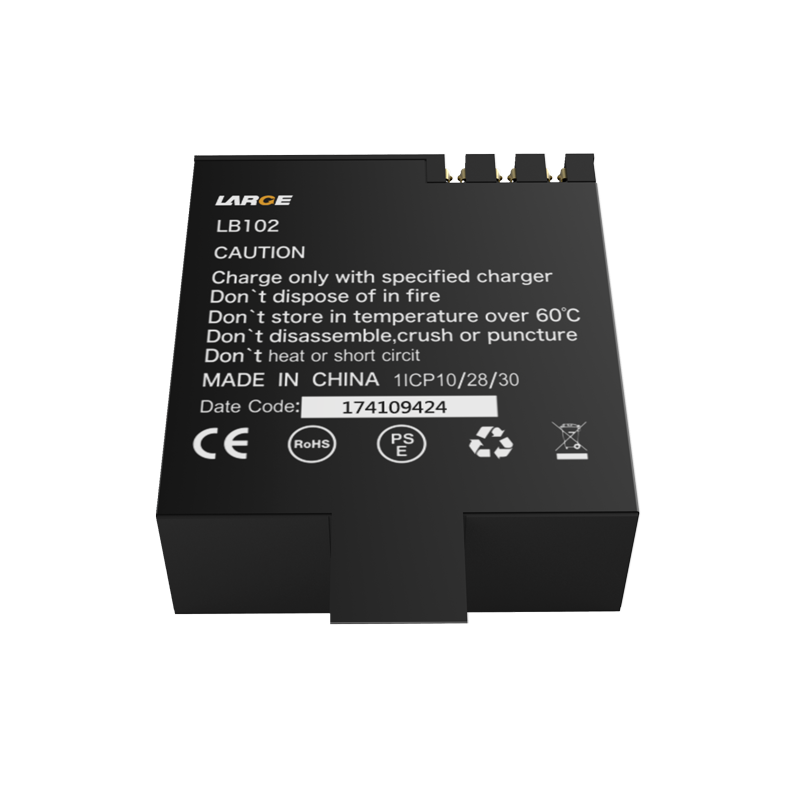 LARGE
LB102
CAUTION
Charge only with specified charger
Don`t dispose of in fire
Don`t store in temperature over 60℃
Don`t disassemble,crush or puncture
Don`t heat or short circit
MADE IN CHINA 1ICP10/28/30
Date Code: 174109424
CE RoHS PS E